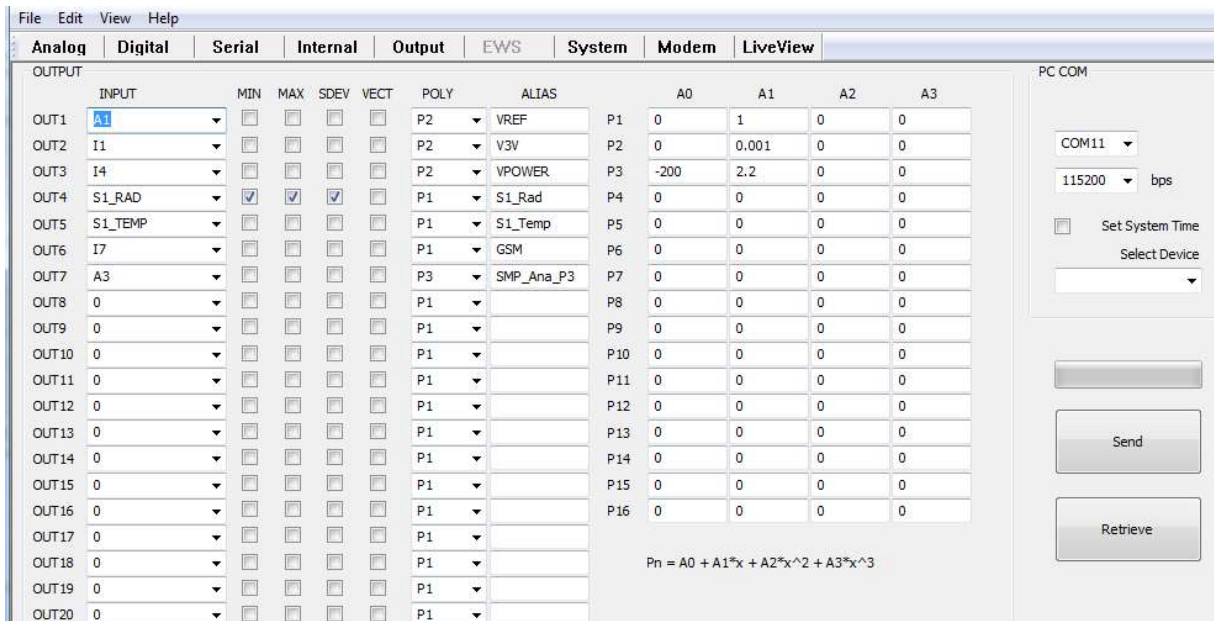 File Edit View Help
Analog Digital Serial Internal Output EWS System Modem LiveView
OUTPUT PC COM
INPUT MIN MAX SDEV VECT POLY ALIAS A0 A1 A2 A3
OUT1 A1 P2 VREF P1 0 1 0 0
OUT2 I1 P2 V3V P2 0 0.001 0 0 COM11
OUT3 I4 P2 VPOWER P3 -200 2.2 0 0 115200 bps
OUT4 S1_RAD P1 S1_Rad P4 0 0 0 0
OUT5 S1_TEMP P1 S1_Temp P5 0 0 0 0 Set System Time
OUT6 I7 P1 GSM P6 0 0 0 0 Select Device
OUT7 A3 P3 SMP_Ana_P3 P7 0 0 0 0
OUT8 0 P1 P8 0 0 0 0
OUT9 0 P1 P9 0 0 0 0
OUT10 0 P1 P10 0 0 0 0
OUT11 0 P1 P11 0 0 0 0
OUT12 0 P1 P12 0 0 0 0
OUT13 0 P1 P13 0 0 0 0 Send
OUT14 0 P1 P14 0 0 0 0
OUT15 0 P1 P15 0 0 0 0
OUT16 0 P1 P16 0 0 0 0 Retrieve
OUT17 0 P1
OUT18 0 P1 Pn = A0 + A1*x + A2*x^2 + A3*x^3
OUT19 0 P1
OUT20 0 P1